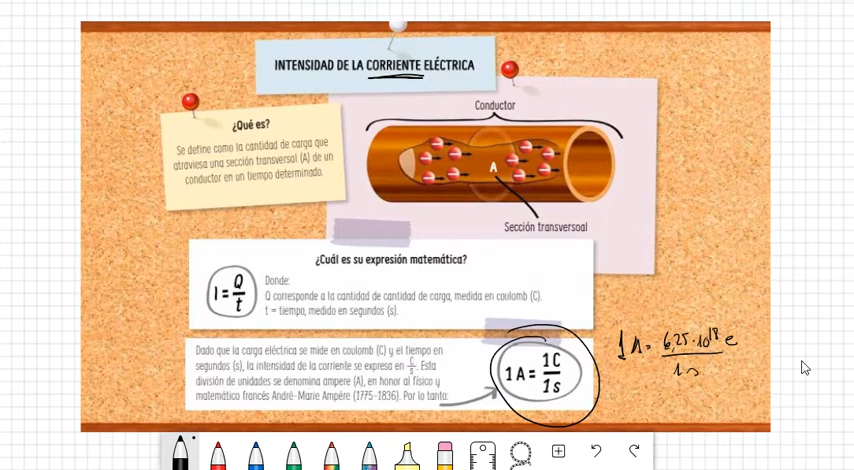 INTENSIDAD DE LA CORRIENTE ELÉCTRICA
¿Qué es?
Se define como la cantidad de carga que
atraviesa una sección transversal (A) de un
conductor en un tiempo determinado.
Conductor
A
Sección transversoal
¿Cuál es su expresión matemática?
I = Q/t
Donde:
Q corresponde a la cantidad de cantidad de carga, medida en coulomb (C).
t = tiempo, medido en segundos (s).
Dado que la carga eléctrica se mide en coulomb (C) y el tiempo en
segundos (s), la intensidad de la corriente se expresa en C/s. Esta
división de unidades se denomina ampere (A), en honor al físico y
matemático francés André-Marie Ampère (1775-1836). Por lo tanto:
1 A = 1C/1s
1 A = 6,25·10¹⁸ e
1 s